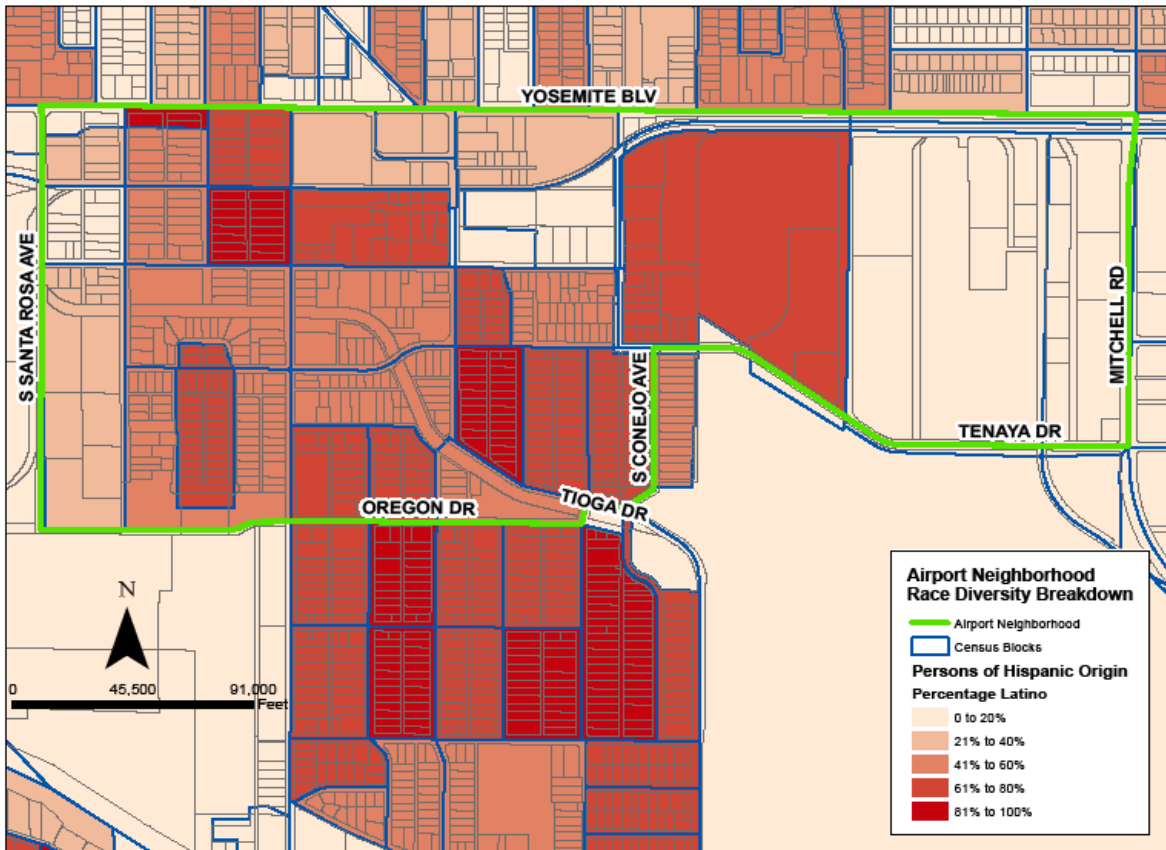 YOSEMITE BLV
S SANTA ROSA AVE
MITCHELL RD
S CONEJO AVE
TENAYA DR
TIOGA DR
OREGON DR
N
0 45,500 91,000
Feet
Airport Neighborhood
Race Diversity Breakdown
Airport Neighborhood
Census Blocks
Persons of Hispanic Origin
Percentage Latino
0 to 20%
21% to 40%
41% to 60%
61% to 80%
81% to 100%